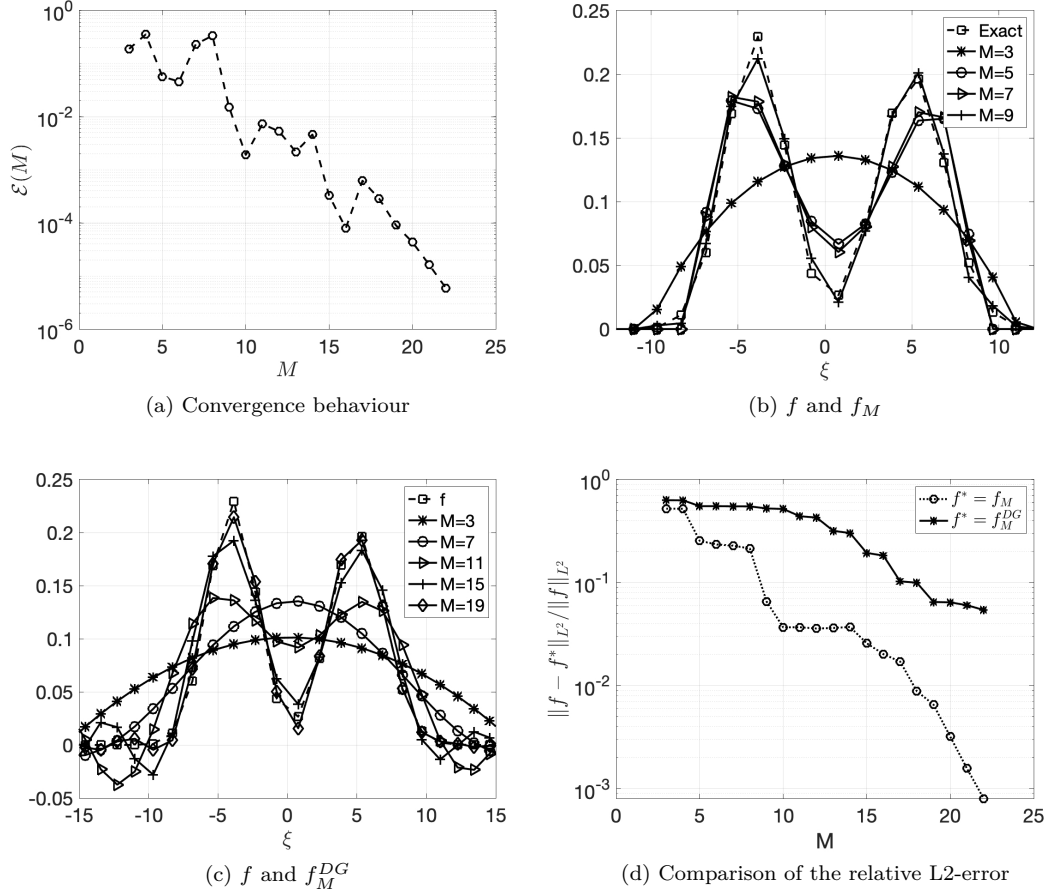 10^0
10^-2
10^-4
10^-6
0 5 10 15 20 25
ℰ(M)
M
(a) Convergence behaviour
0.25
0.2
0.15
0.1
0.05
0
-10 -5 0 5 10
ξ
Exact
M=3
M=5
M=7
M=9
(b) f and f_M
0.25
0.2
0.15
0.1
0.05
0
-0.05
-15 -10 -5 0 5 10 15
ξ
f
M=3
M=7
M=11
M=15
M=19
(c) f and f_M^{DG}
10^0
10^-1
10^-2
10^-3
0 5 10 15 20 25
||f − f*||_{L^2}/||f||_{L^2}
M
f* = f_M
f* = f_M^{DG}
(d) Comparison of the relative L2-error